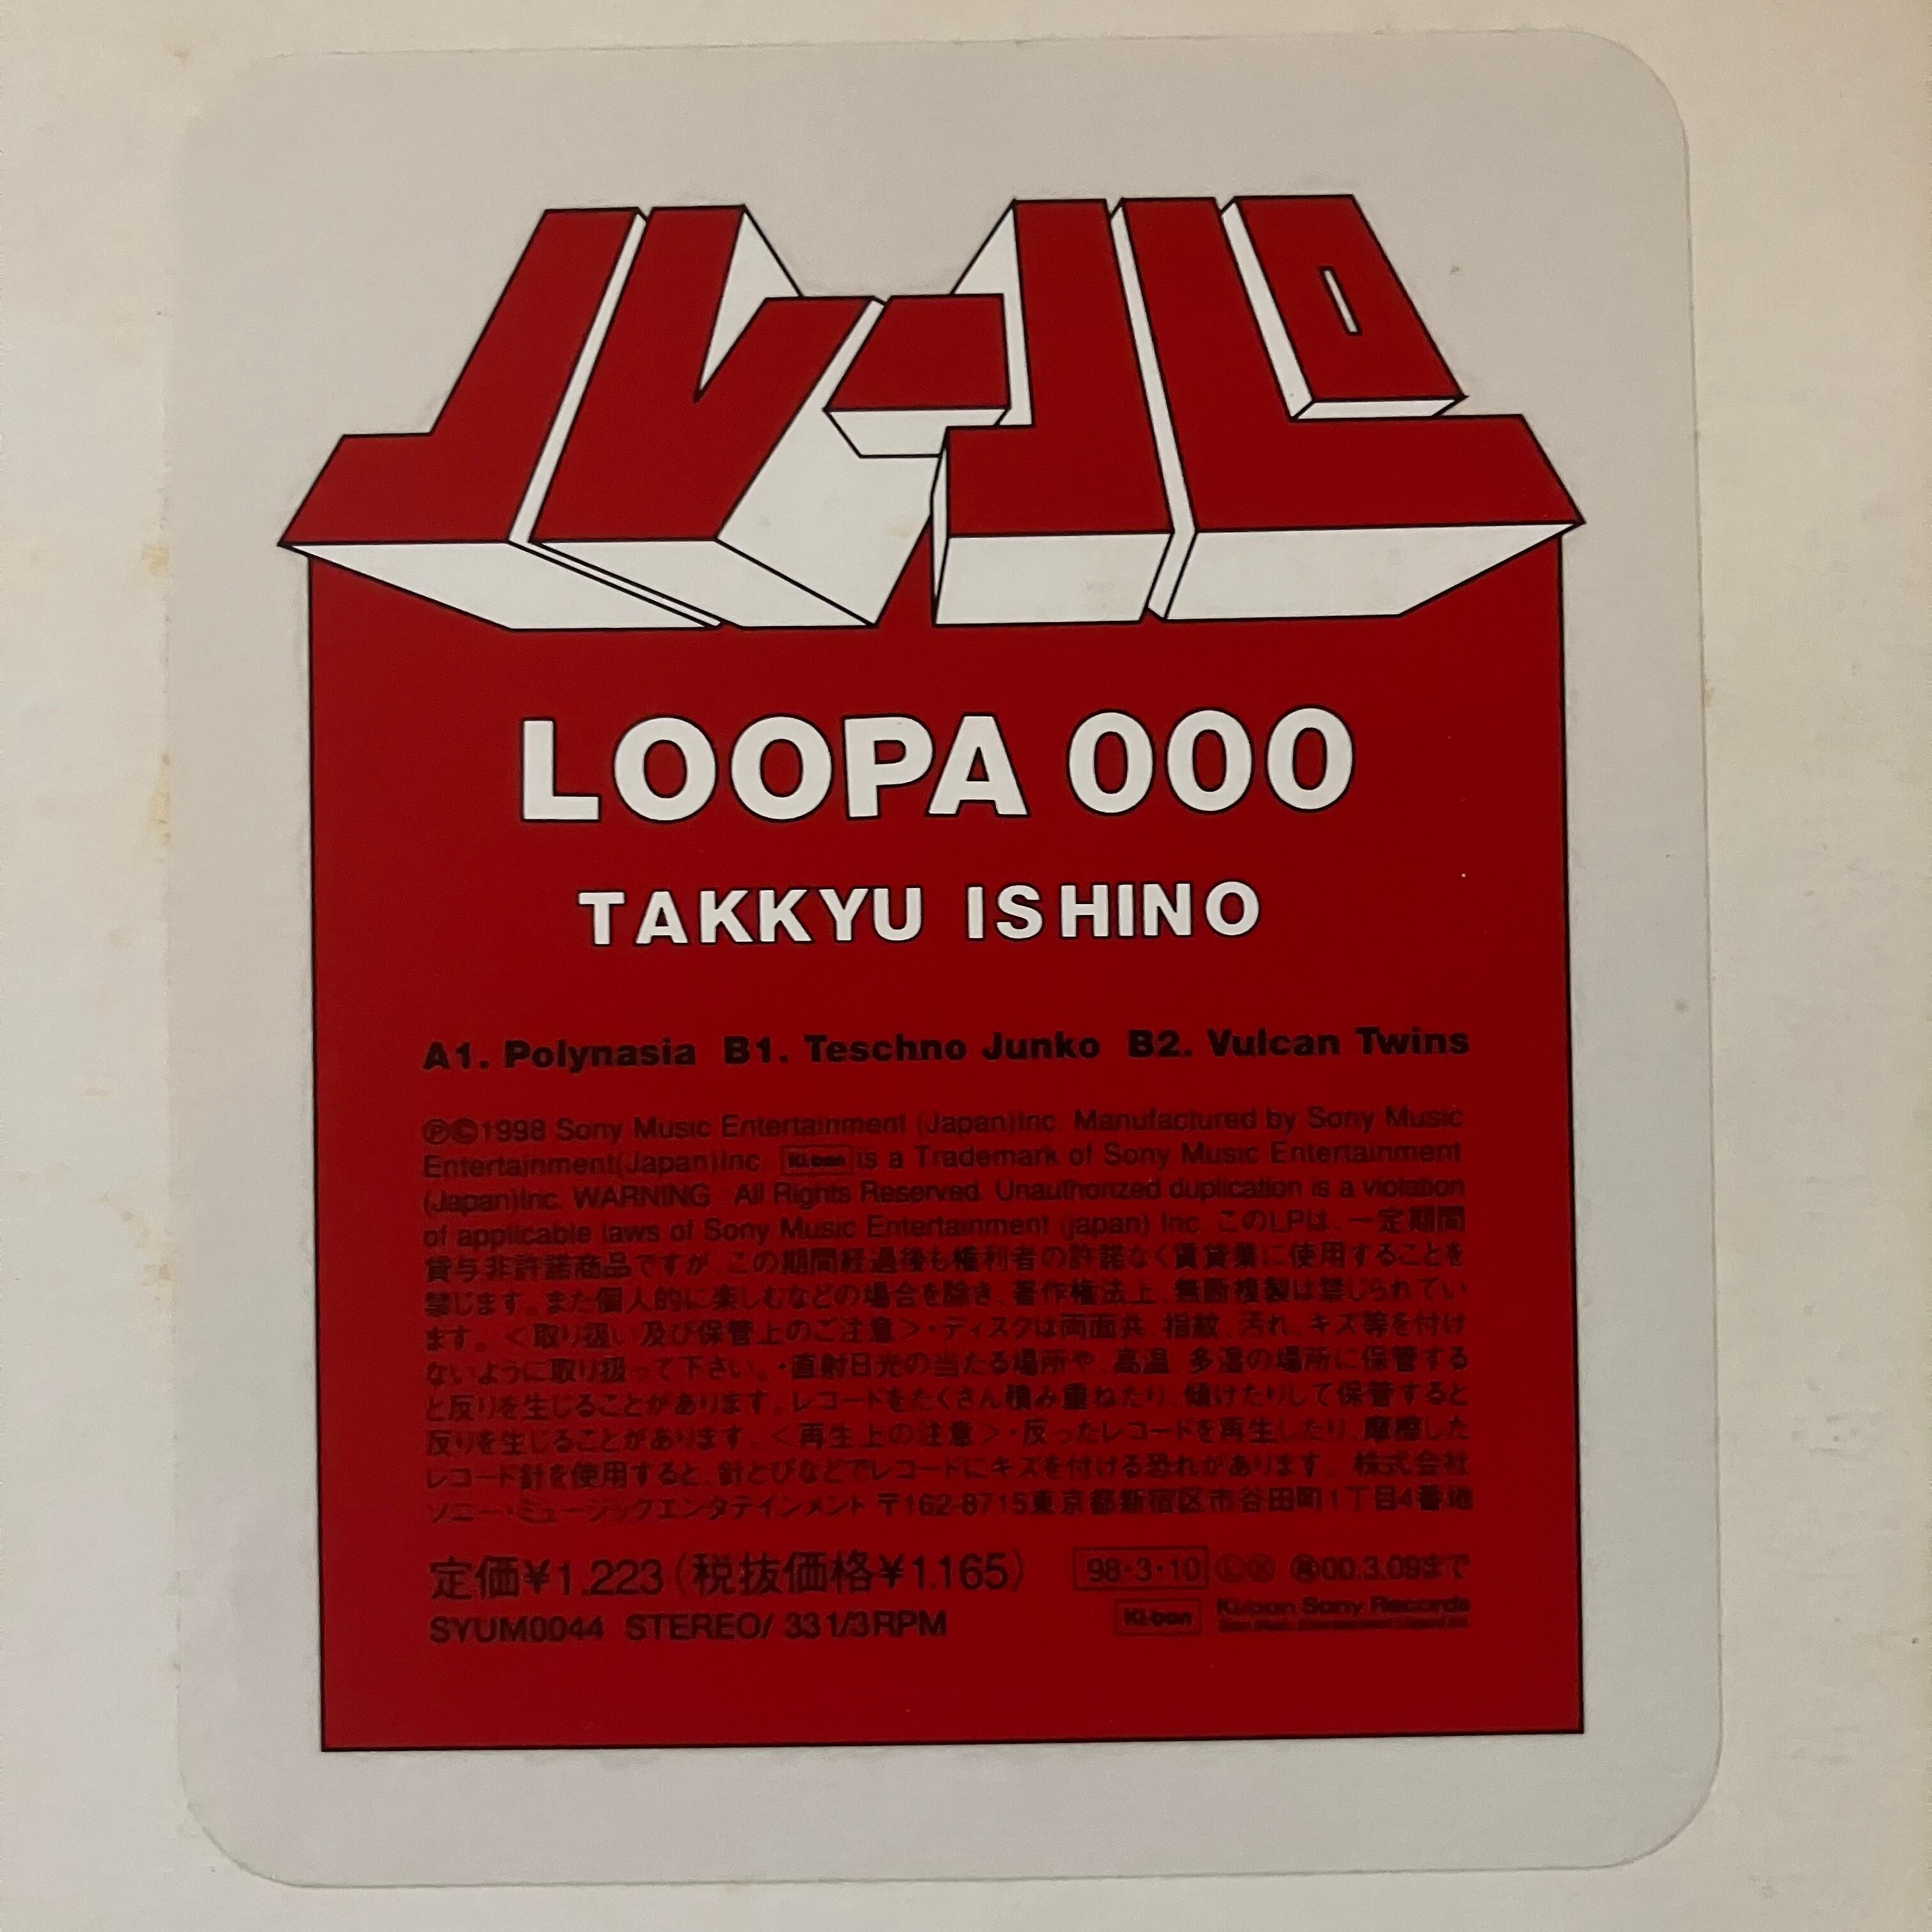 ルーパ
LOOPA 000
TAKKYU ISHINO
A1. Polynasia B1. Teschno Junko B2. Vulcan Twins
℗©1998 Sony Music Entertainment (Japan)Inc. Manufactured by Sony Music
Entertainment(Japan)Inc. Ki/oon is a Trademark of Sony Music Entertainment
(Japan)Inc. WARNING All Rights Reserved. Unauthorized duplication is a violation
of applicable laws of Sony Music Entertainment (japan) Inc. このLPは、一定期間
貸与非許諾商品ですが、この期間経過後も権利者の許諾なく賃貸業に使用することを
禁じます。また個人的に楽しむなどの場合を除き、著作権法上、無断複製は禁じられてい
ます。＜取り扱い及び保管上のご注意＞・ディスクは両面共、指紋、汚れ、キズ等を付け
ないように取り扱って下さい。・直射日光の当たる場所や、高温、多湿の場所に保管する
と反りを生じることがあります。レコードをたくさん積み重ねたり、傾けたりして保管すると
反りを生じることがあります。＜再生上の注意＞・反ったレコードを再生したり、摩擦した
レコード針を使用すると、針とびなどでレコードにキズを付ける恐れがあります。株式会社
ソニー・ミュージックエンタテインメント 〒162-8715東京都新宿区市谷田町1丁目4番地
定価¥1.223(税抜価格¥1.165) 98・3・10 Ⓛ Ⓧ 00.3.09まで
SYUM0044 STEREO/ 33 1/3 RPM Ki/oon Ki/oon Sony Records